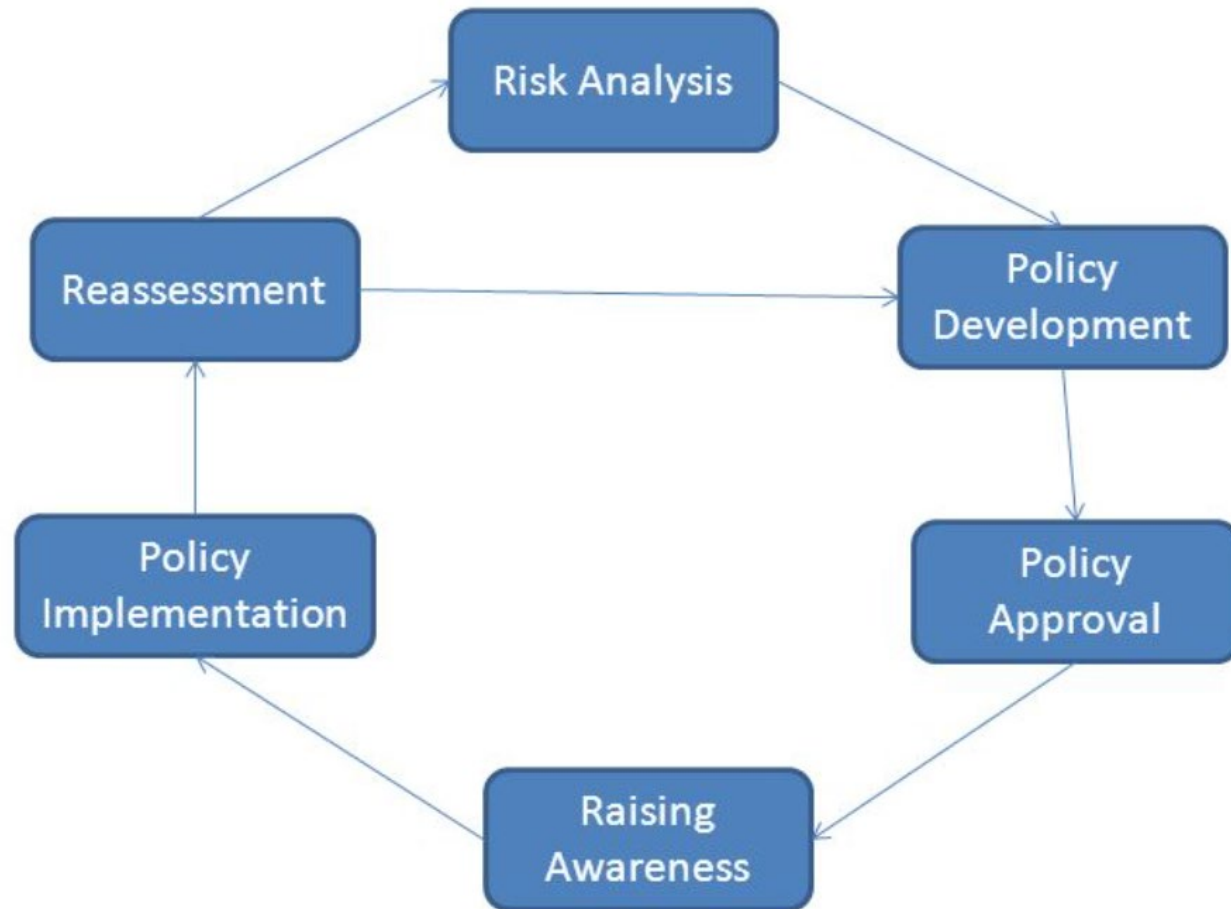 Risk Analysis
Reassessment
Policy
Development
Policy
Implementation
Policy
Approval
Raising
Awareness